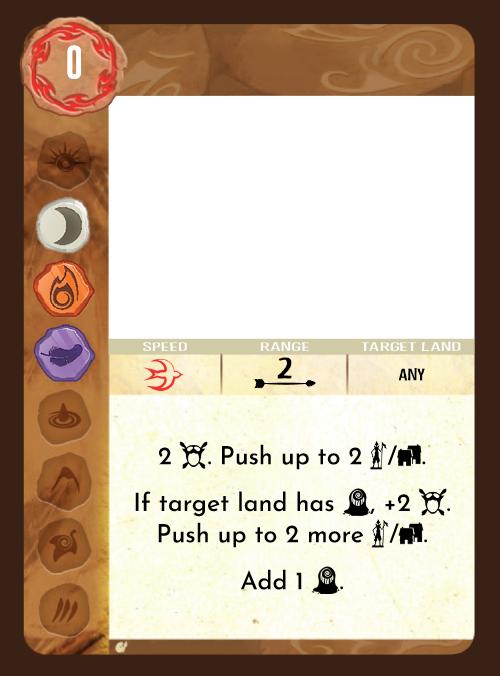 0
SPEED RANGE TARGET LAND
2 ANY
2 . Push up to 2 / .
If target land has , +2 .
Push up to 2 more / .
Add 1 .